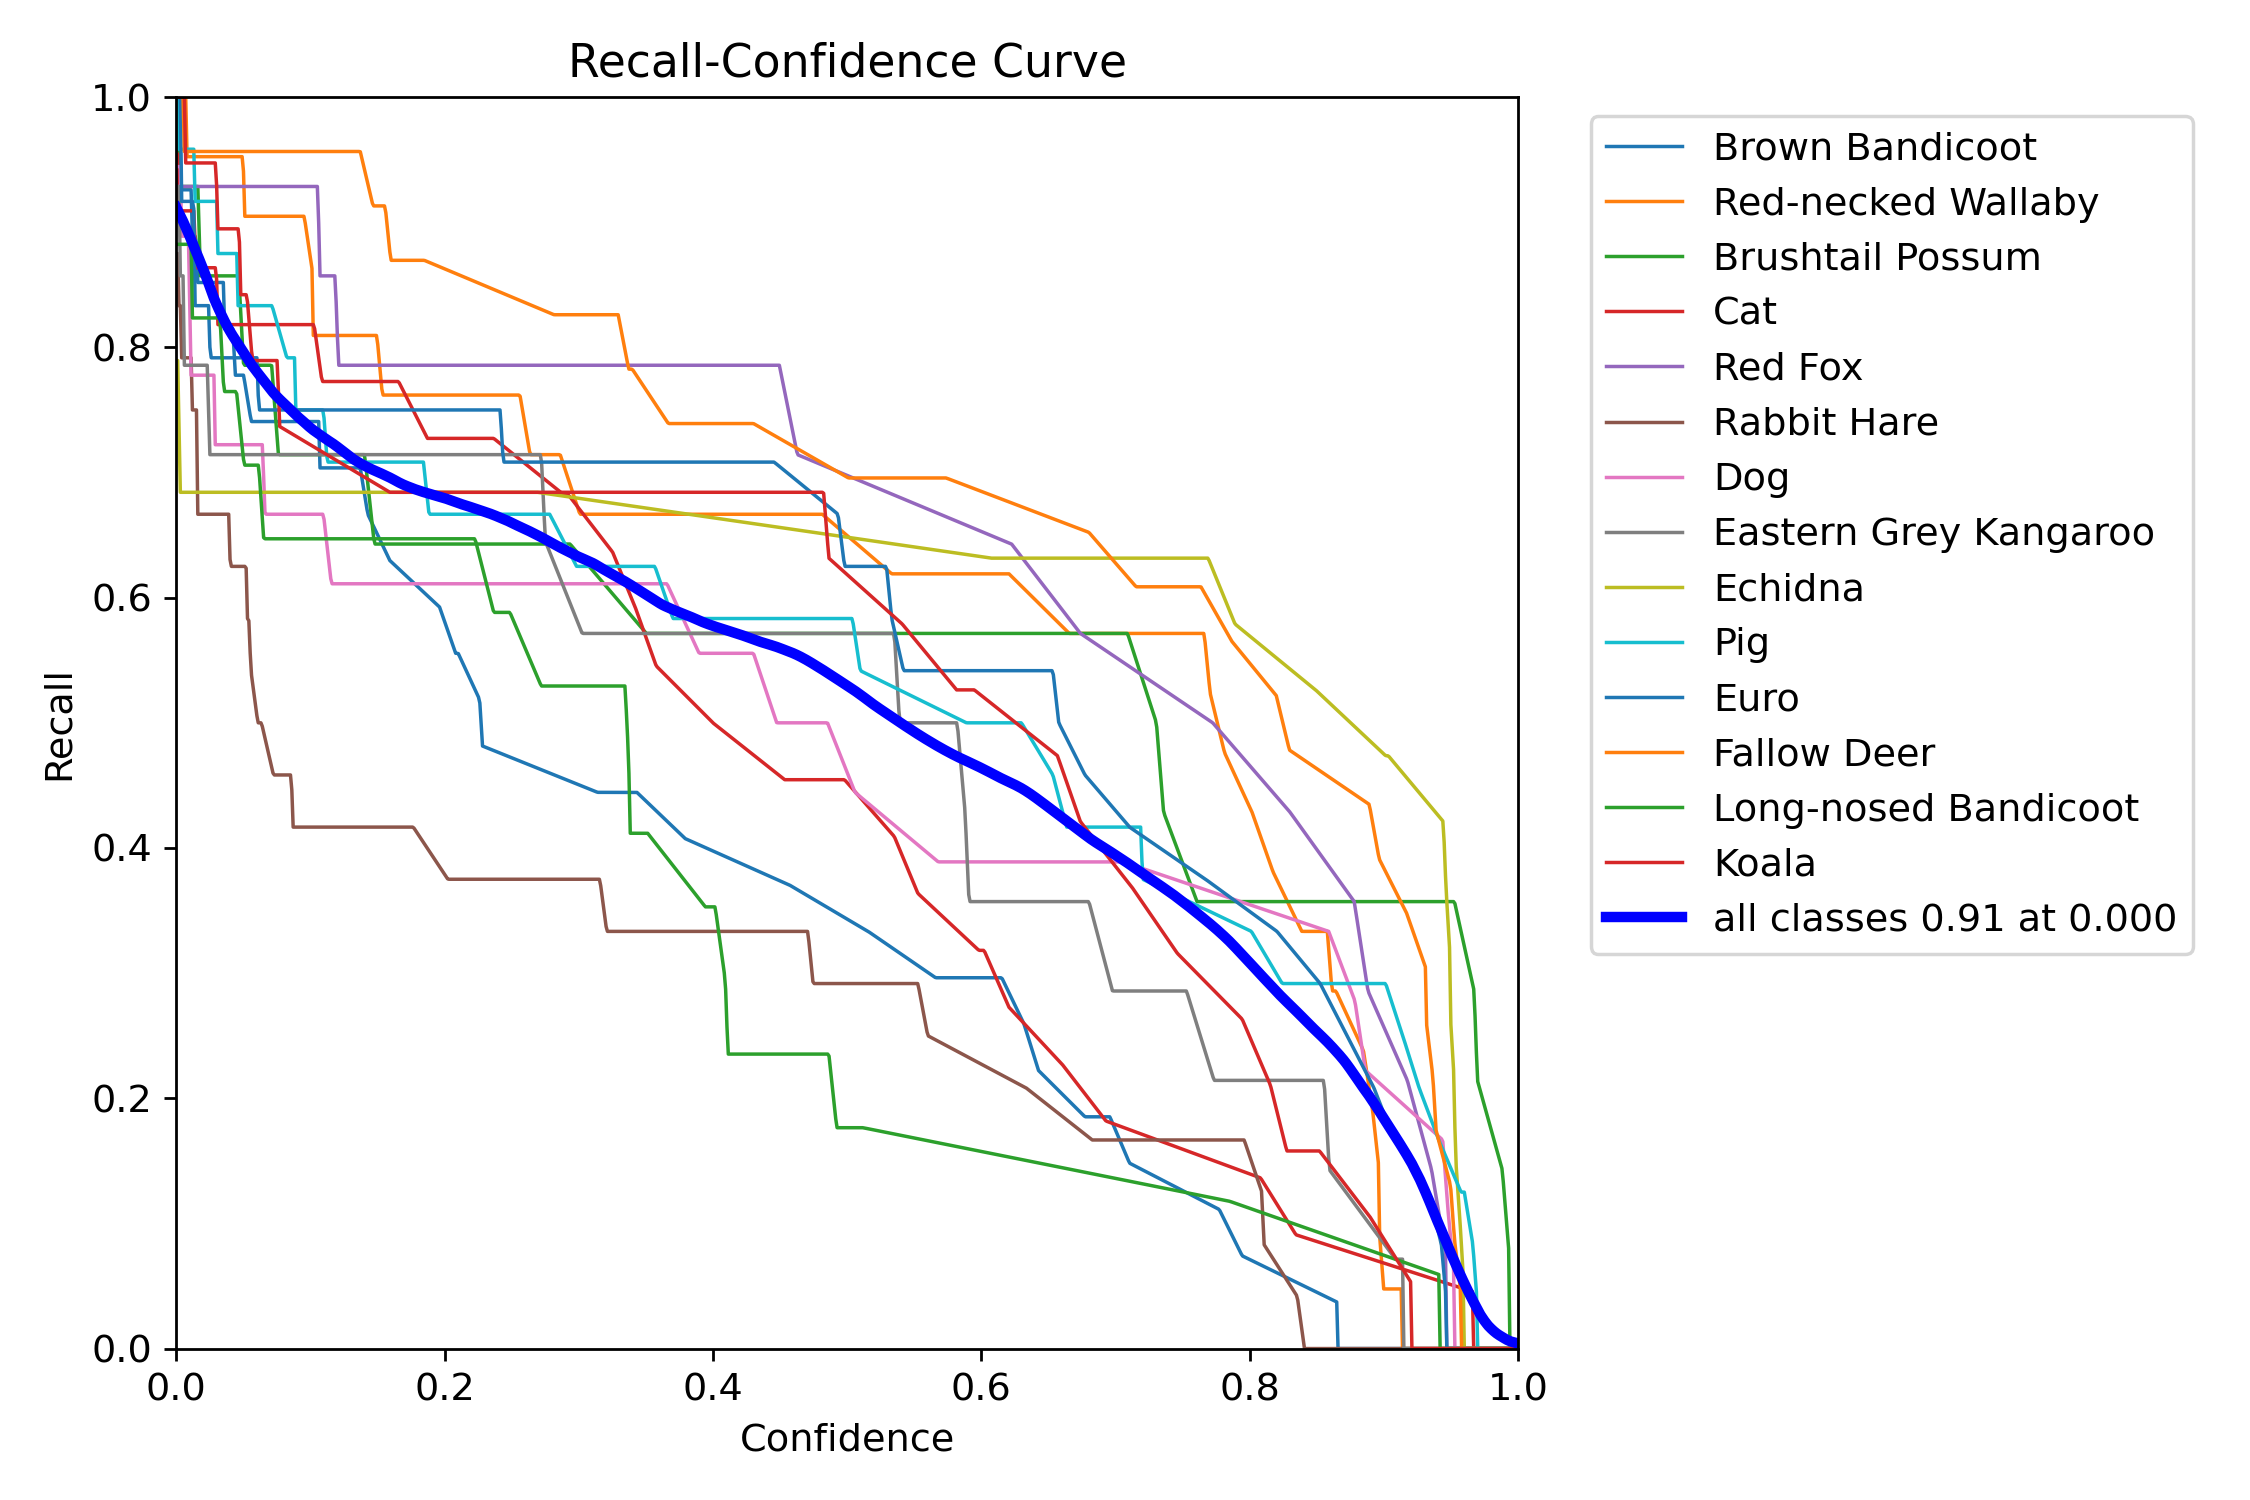 Recall-Confidence Curve
1.0
0.8
0.6
0.4
0.2
0.0
Recall
0.0 0.2 0.4 0.6 0.8 1.0
Confidence
Brown Bandicoot
Red-necked Wallaby
Brushtail Possum
Cat
Red Fox
Rabbit Hare
Dog
Eastern Grey Kangaroo
Echidna
Pig
Euro
Fallow Deer
Long-nosed Bandicoot
Koala
all classes 0.91 at 0.000